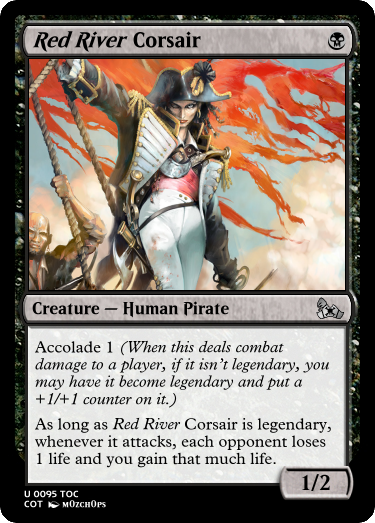 Red River Corsair
Creature — Human Pirate
Accolade 1 (When this deals combat
damage to a player, if it isn't legendary, you
may have it become legendary and put a
+1/+1 counter on it.)
As long as Red River Corsair is legendary,
whenever it attacks, each opponent loses
1 life and you gain that much life.
1/2
U 0095 TOC
COT MOZCHOPS